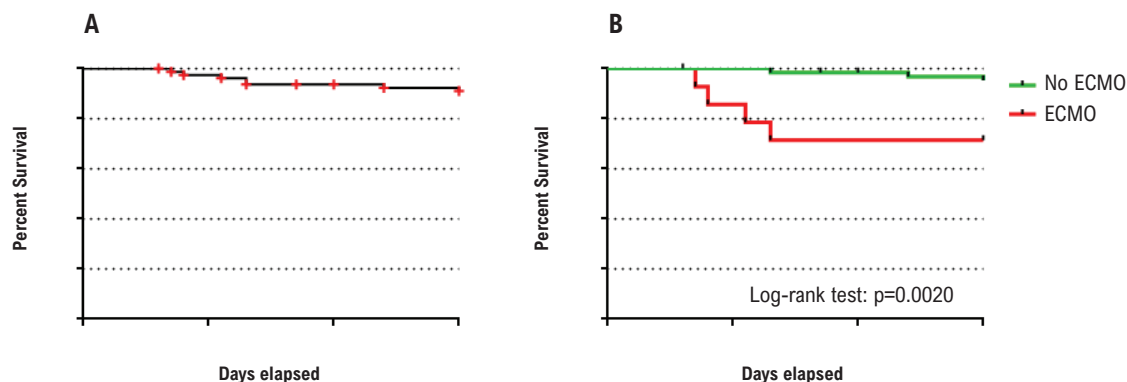 A
B
Percent Survival
Percent Survival
No ECMO
ECMO
Log-rank test: p=0.0020
Days elapsed
Days elapsed